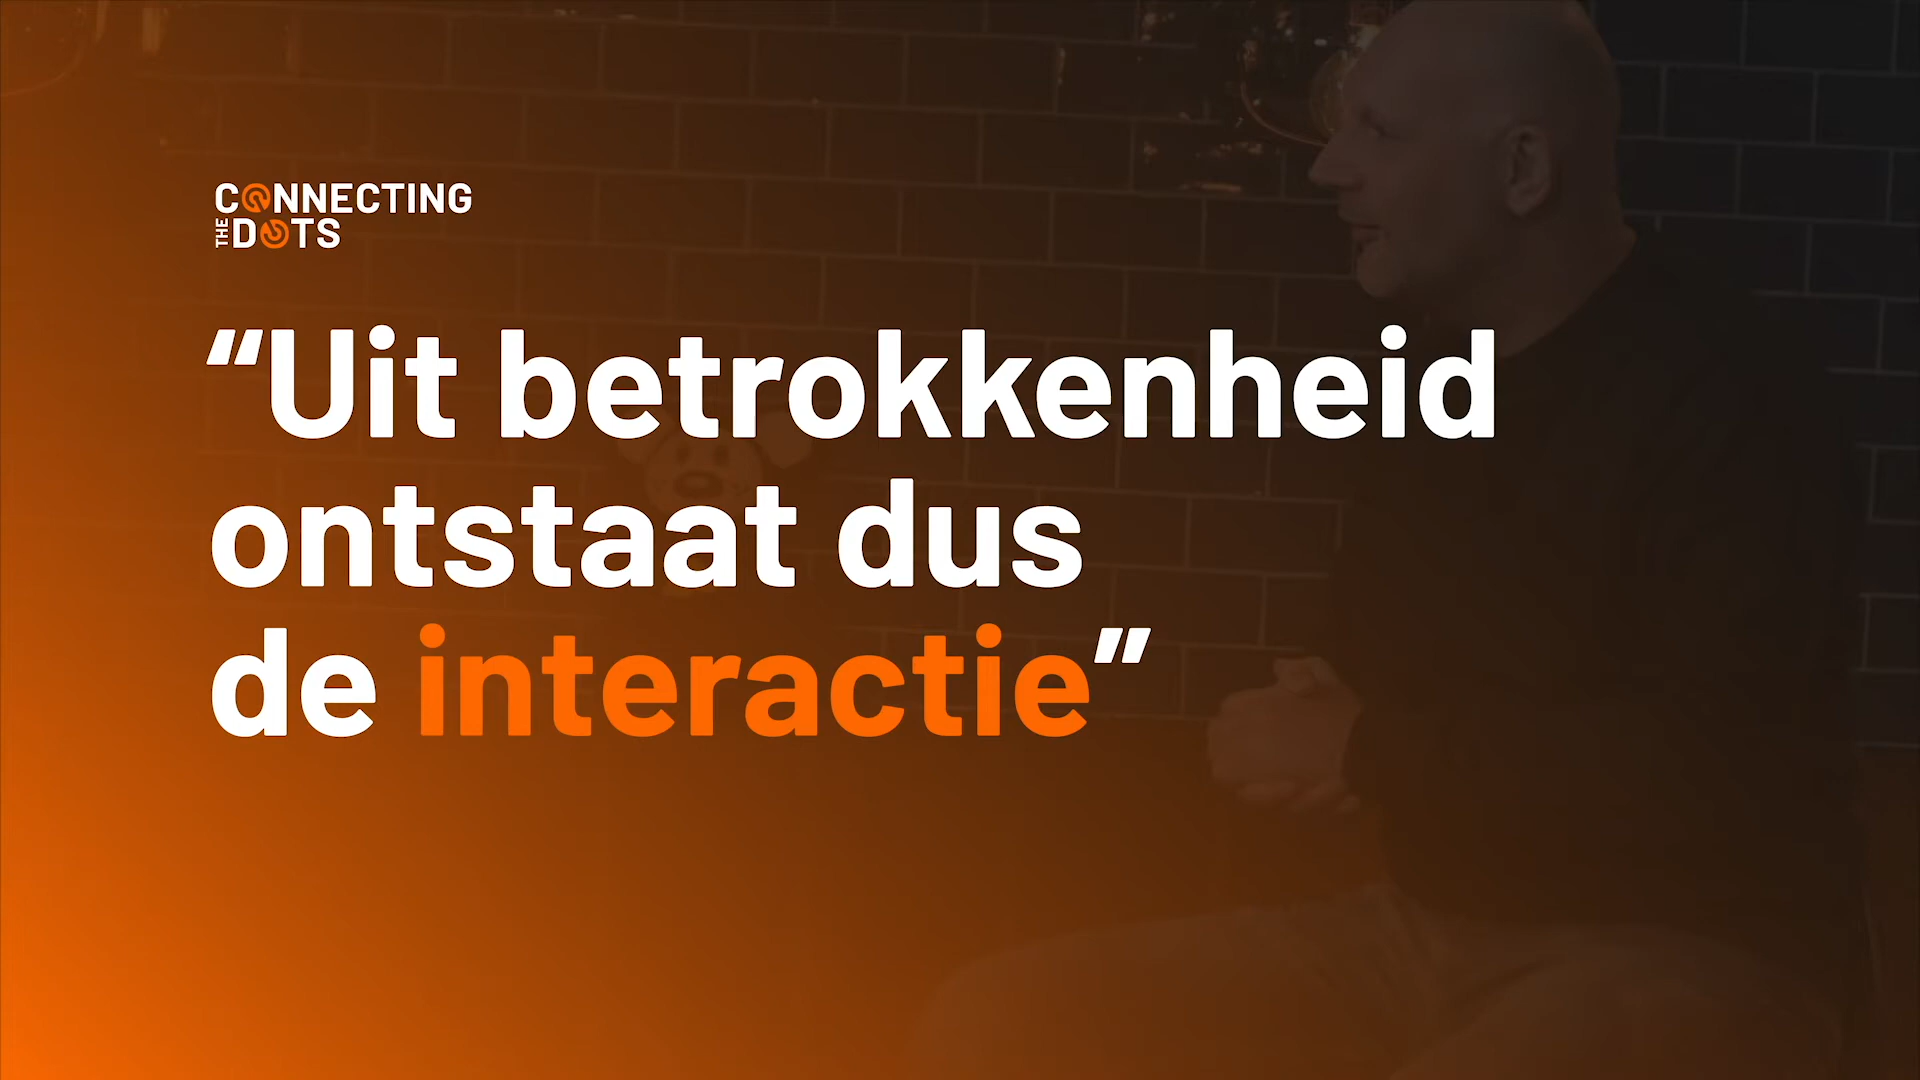 CONNECTING
THE DOTS
“Uit betrokkenheid
ontstaat dus
de interactie”